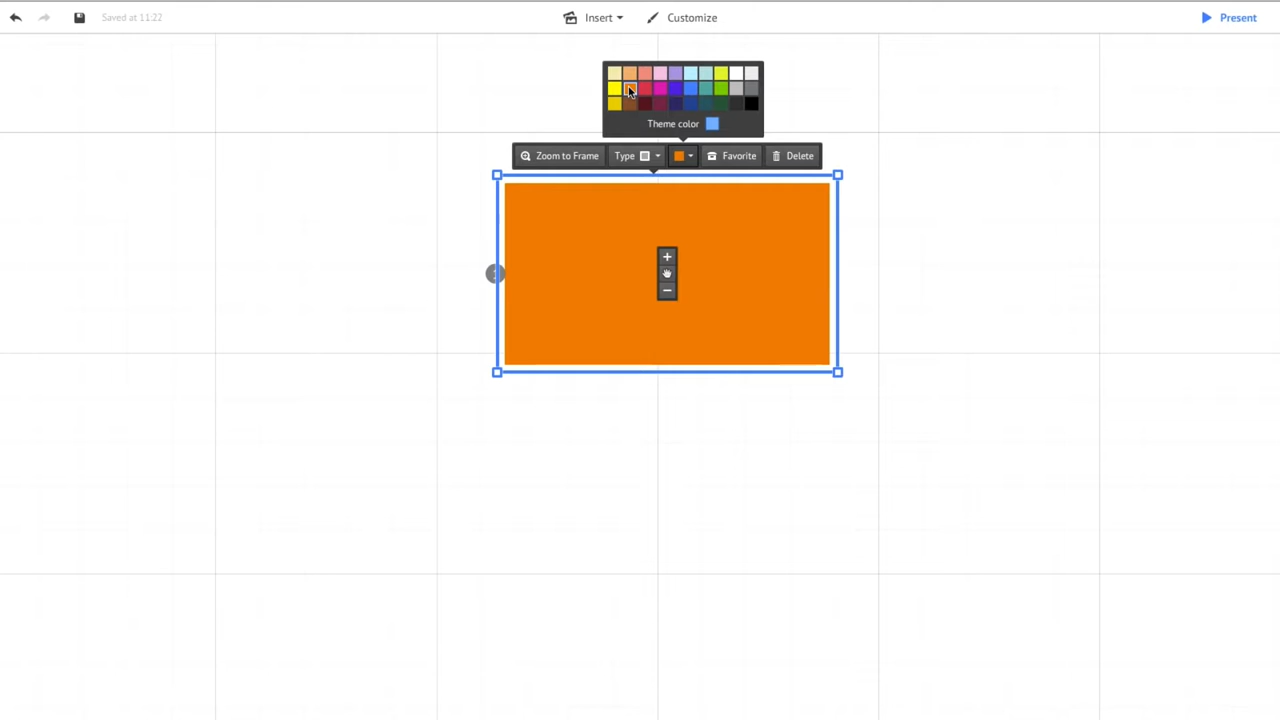 Saved at 11:22
Insert
Customize
Present
Theme color
Zoom to Frame
Type
Favorite
Delete